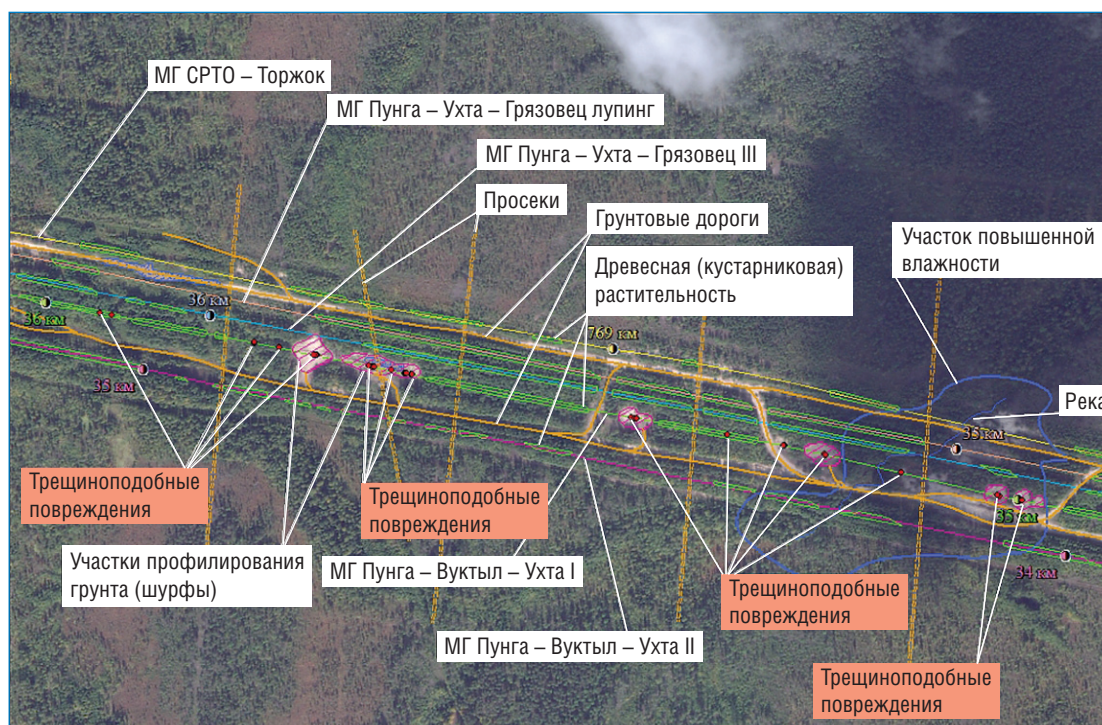 МГ СРТО – Торжок
МГ Пунга – Ухта – Грязовец лупинг
МГ Пунга – Ухта – Грязовец III
Просеки
Грунтовые дороги
Участок повышенной
влажности
Древесная (кустарниковая)
растительность
36 км
36 км
769 км
35 км
Река
35 км
Трещиноподобные
повреждения
Трещиноподобные
повреждения
33 км
Участки профилирования
грунта (шурфы)
МГ Пунга – Вуктыл – Ухта I
34 км
Трещиноподобные
повреждения
МГ Пунга – Вуктыл – Ухта II
Трещиноподобные
повреждения